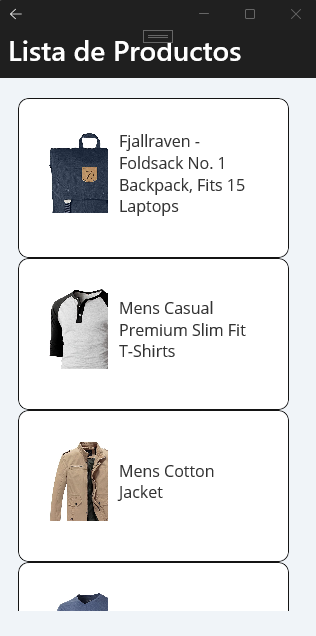 Lista de Productos
Fjallraven -
Foldsack No. 1
Backpack, Fits 15
Laptops
Mens Casual
Premium Slim Fit
T-Shirts
Mens Cotton
Jacket